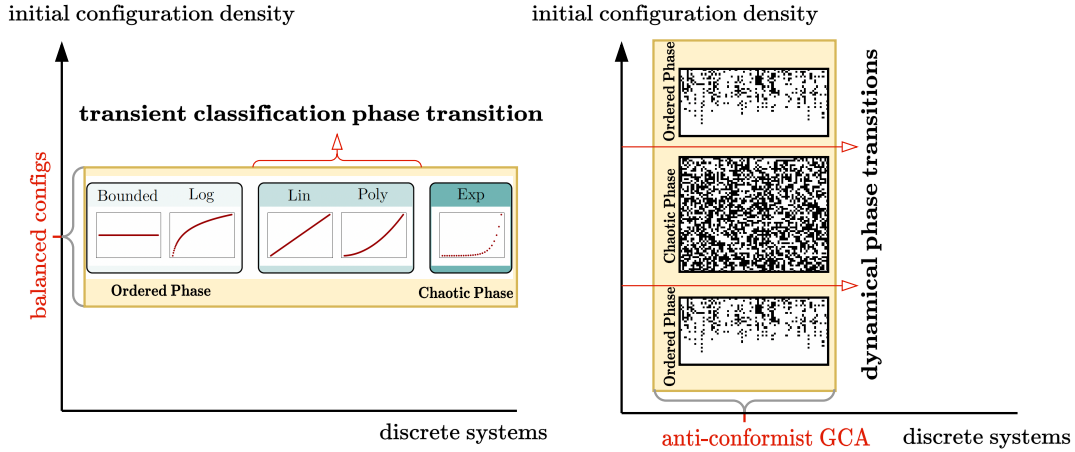 initial configuration density
transient classification phase transition
balanced configs
Bounded
Log
Lin
Poly
Exp
Ordered Phase
Chaotic Phase
discrete systems
initial configuration density
Ordered Phase
Chaotic Phase
Ordered Phase
dynamical phase transitions
anti-conformist GCA
discrete systems